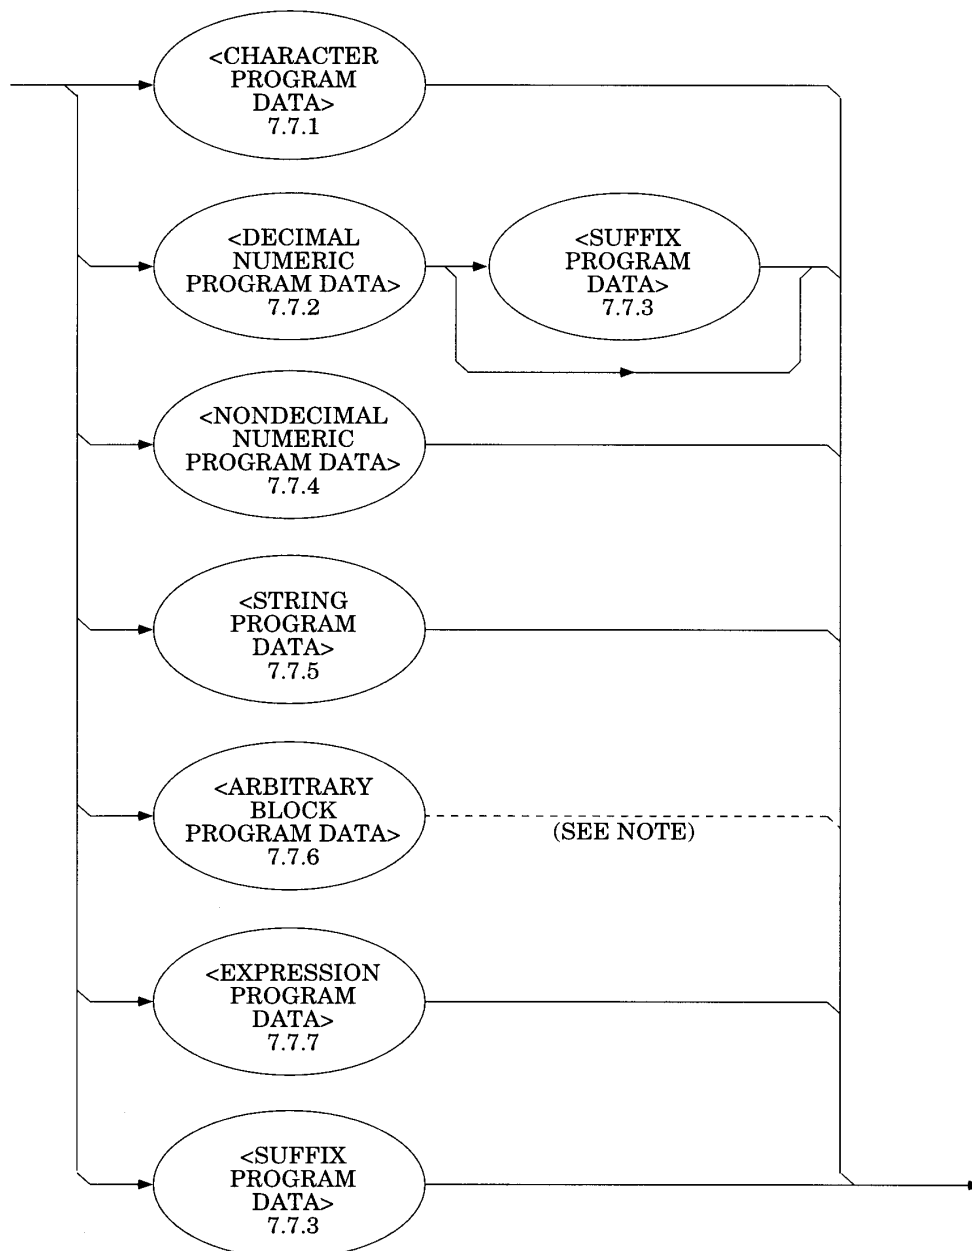 <CHARACTER
PROGRAM
DATA>
7.7.1
<DECIMAL
NUMERIC
PROGRAM DATA>
7.7.2
<SUFFIX
PROGRAM
DATA>
7.7.3
<NONDECIMAL
NUMERIC
PROGRAM DATA>
7.7.4
<STRING
PROGRAM
DATA>
7.7.5
<ARBITRARY
BLOCK
PROGRAM DATA>
7.7.6
(SEE NOTE)
<EXPRESSION
PROGRAM
DATA>
7.7.7
<SUFFIX
PROGRAM
DATA>
7.7.3